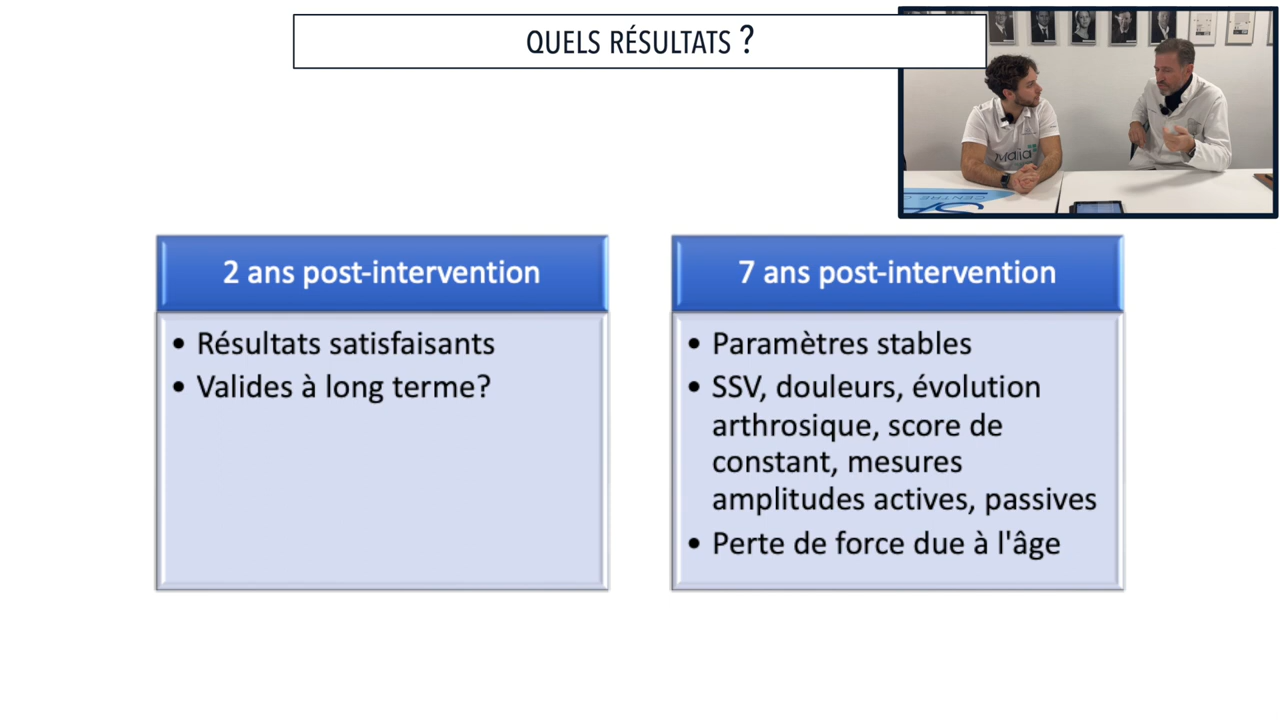 QUELS RÉSULTATS ?
Malia
2 ans post-intervention
• Résultats satisfaisants
• Valides à long terme?
7 ans post-intervention
• Paramètres stables
• SSV, douleurs, évolution
arthrosique, score de
constant, mesures
amplitudes actives, passives
• Perte de force due à l'âge